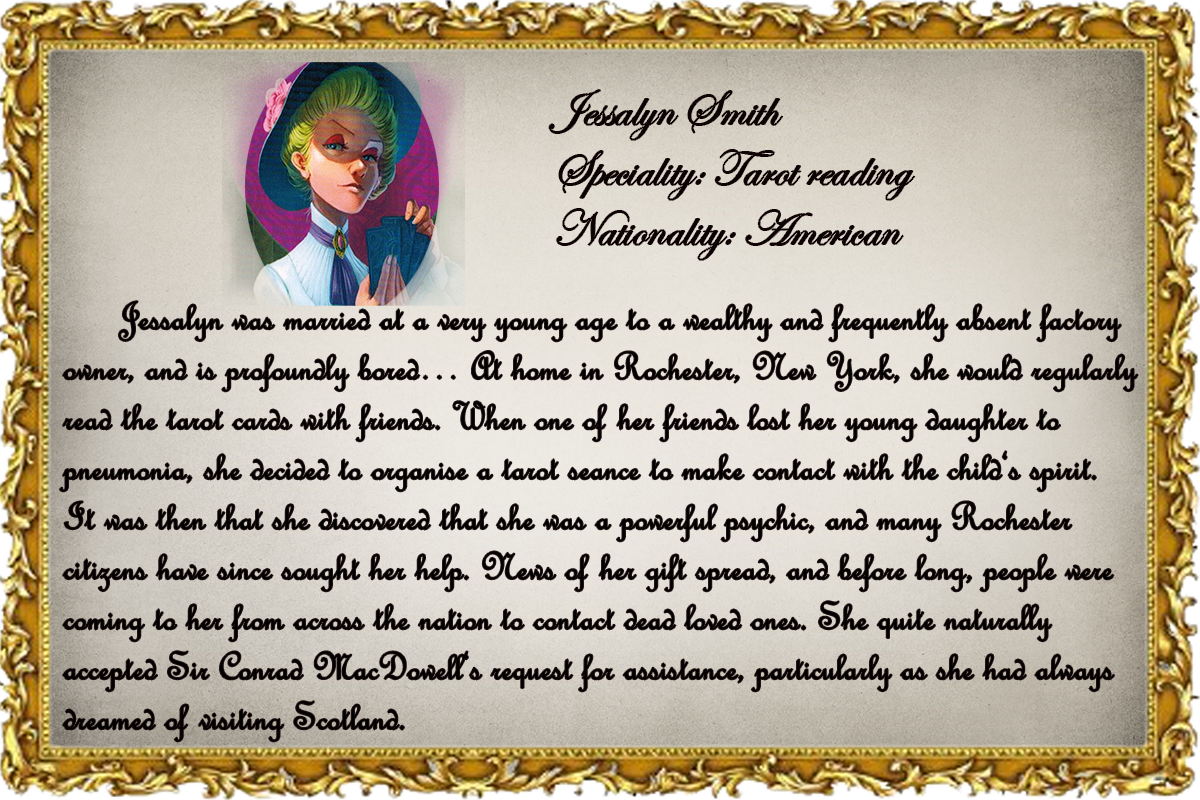 Jessalyn Smith
Speciality: Tarot reading
Nationality: American
Jessalyn was married at a very young age to a wealthy and frequently absent factory
owner, and is profoundly bored... At home in Rochester, New York, she would regularly
read the tarot cards with friends. When one of her friends lost her young daughter to
pneumonia, she decided to organise a tarot seance to make contact with the child's spirit.
It was then that she discovered that she was a powerful psychic, and many Rochester
citizens have since sought her help. News of her gift spread, and before long, people were
coming to her from across the nation to contact dead loved ones. She quite naturally
accepted Sir Conrad MacDowell's request for assistance, particularly as she had always
dreamed of visiting Scotland.